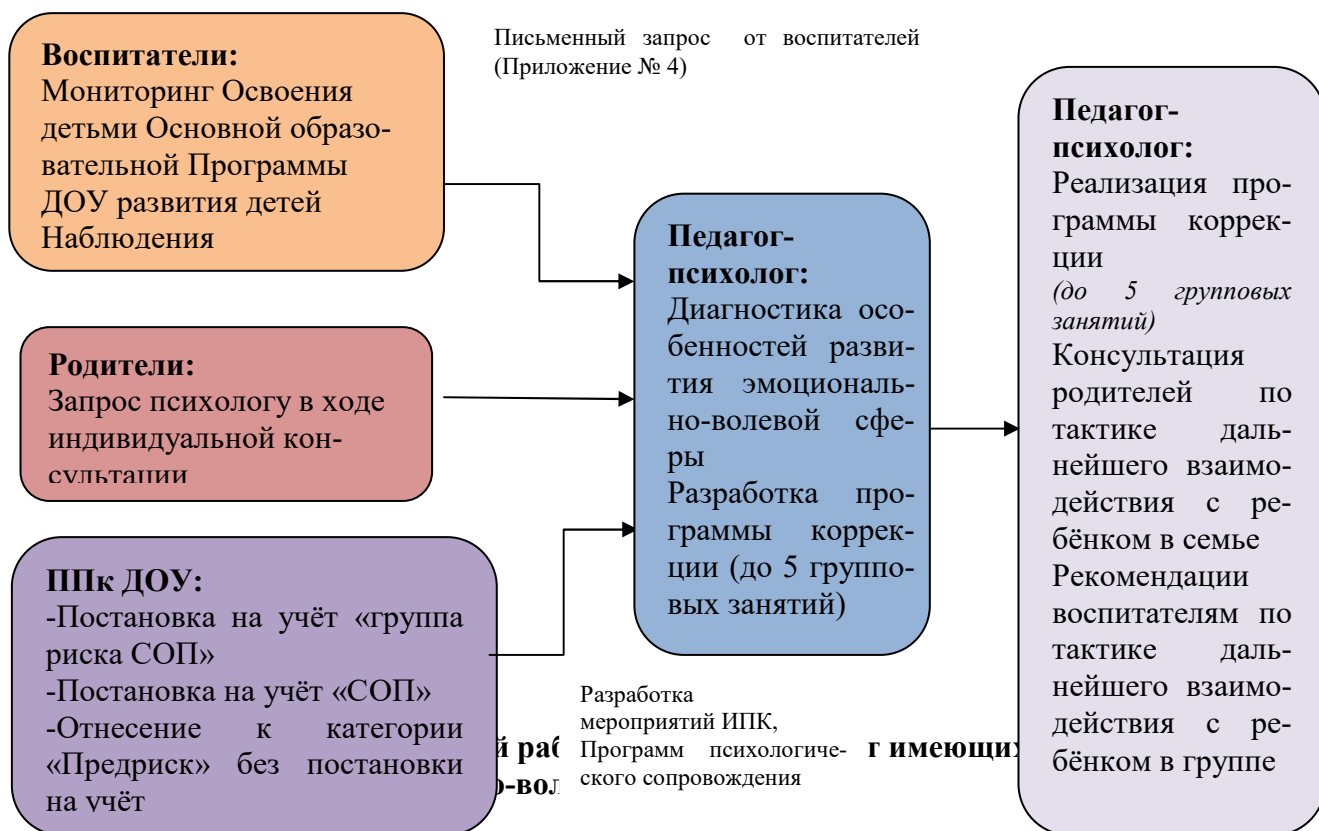 Воспитатели:
Мониторинг Освоения
детьми Основной образо-
вательной Программы
ДОУ развития детей
Наблюдения
Письменный запрос от воспитателей
(Приложение № 4)
Родители:
Запрос психологу в ходе
индивидуальной кон-
сультации
ППк ДОУ:
-Постановка на учёт «группа
риска СОП»
-Постановка на учёт «СОП»
-Отнесение к категории
«Предриск» без постановки
на учёт
Педагог-
психолог:
Диагностика осо-
бенностей разви-
тия эмоциональ-
но-волевой сфе-
ры
Разработка про-
граммы коррек-
ции (до 5 группо-
вых занятий)
Разработка
мероприятий ИПК,
Программ психологиче-
ского сопровождения
й раб
т имеющих
о-вол
Педагог-
психолог:
Реализация про-
граммы коррек-
ции
(до 5 групповых
занятий)
Консультация
родителей по
тактике даль-
нейшего взаимо-
действия с ре-
бёнком в семье
Рекомендации
воспитателям по
тактике даль-
нейшего взаимо-
действия с ре-
бёнком в группе